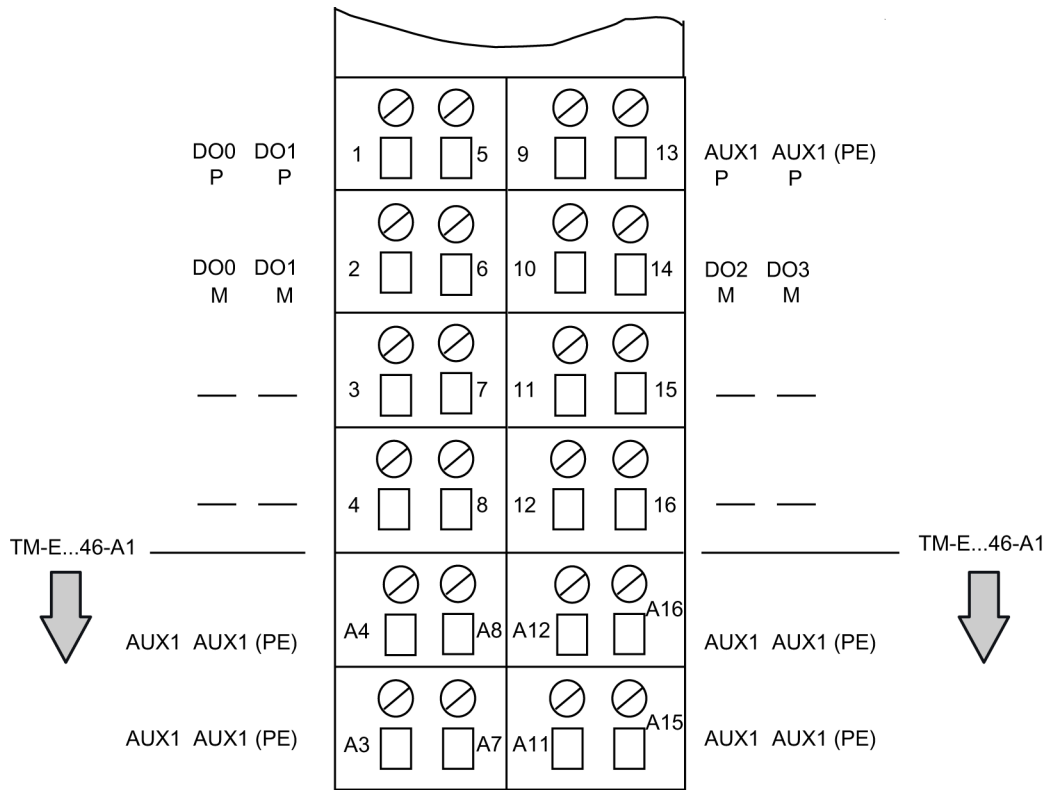 DO0 DO1 1 5 9 13 AUX1 AUX1 (PE)
P P P P
2 6 10 14
DO0 DO1 DO2 DO3
M M M M
3 7 11 15
— — — —
4 8 12 16
— — — —
TM-E...46-A1 TM-E...46-A1
A16
A4 A8 A12
AUX1 AUX1 (PE) AUX1 AUX1 (PE)
A15
AUX1 AUX1 (PE) A3 A7 A11 AUX1 AUX1 (PE)